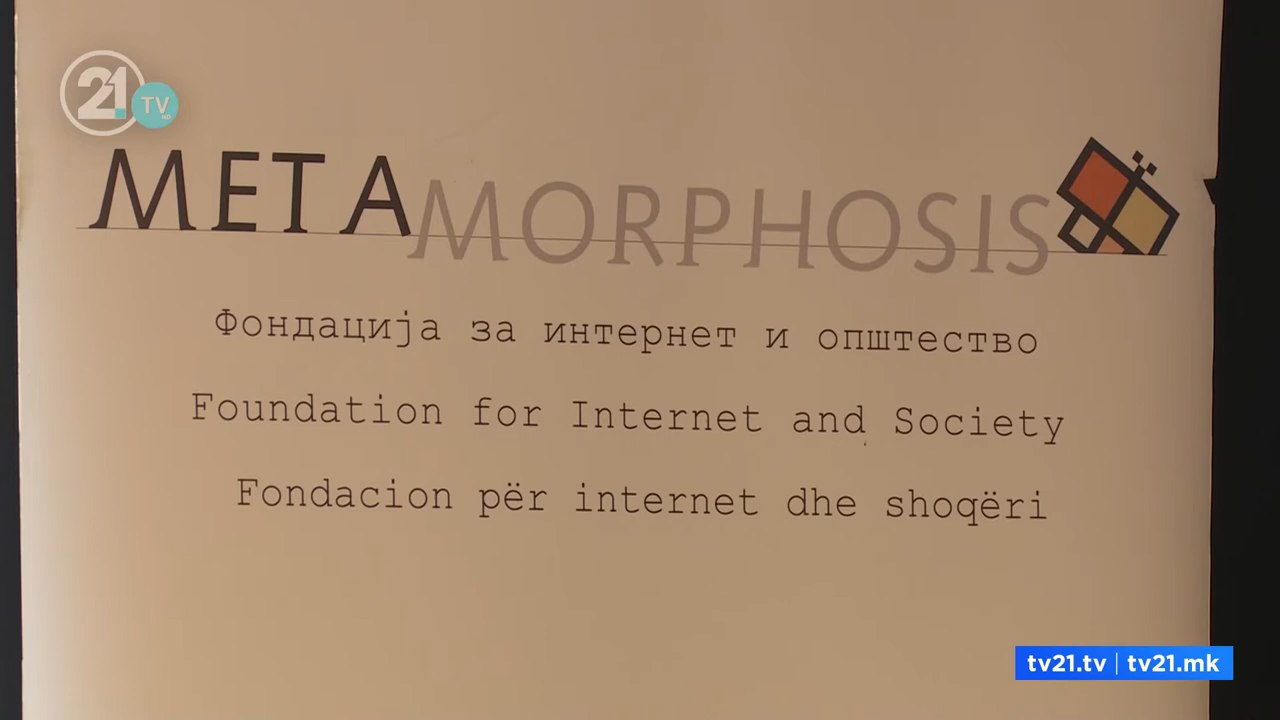 21 TV HD
METAMORPHOSIS
Фондација за интернет и општество
Foundation for Internet and Society
Fondacion për internet dhe shoqëri
tv21.tv | tv21.mk